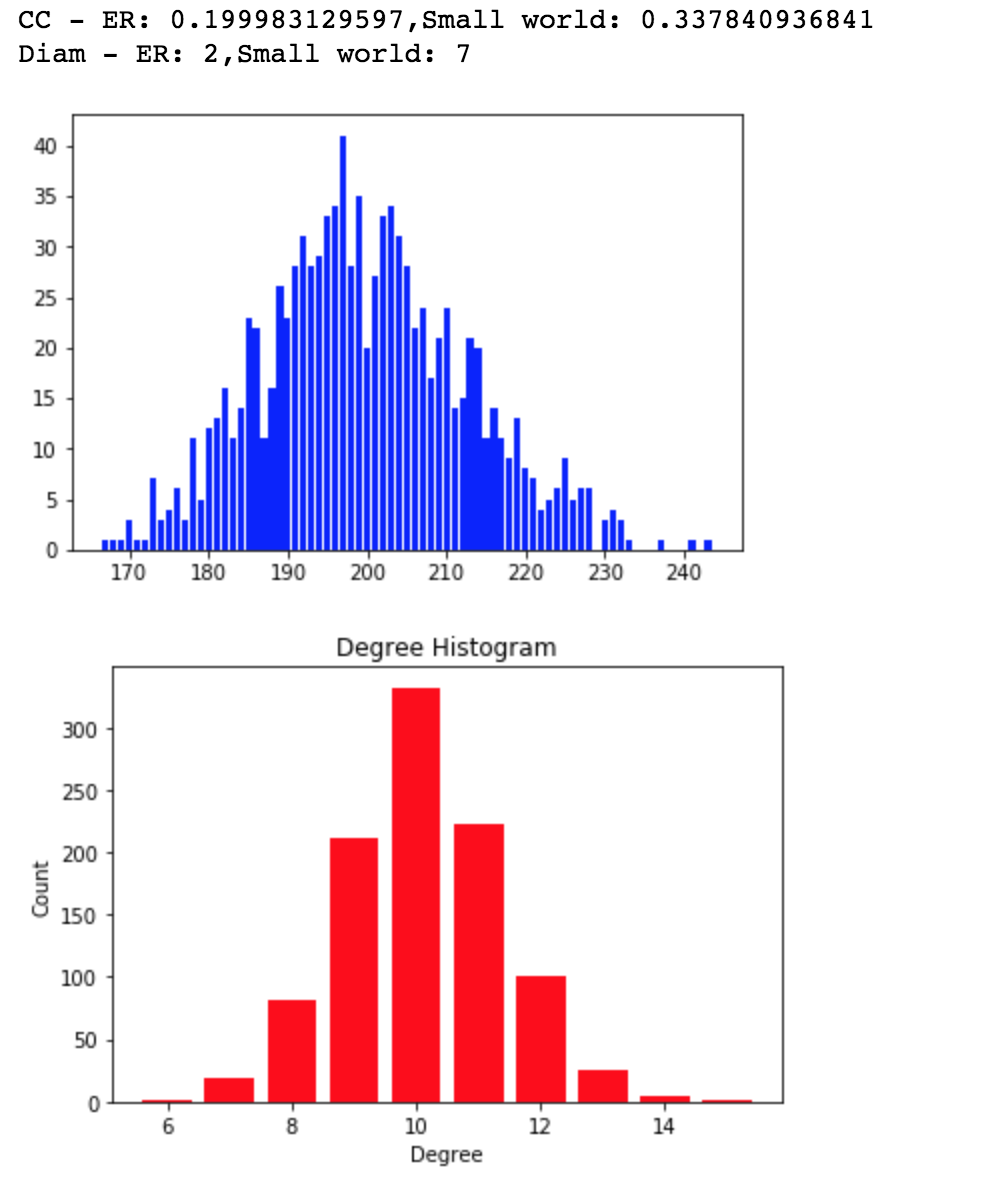 CC - ER: 0.199983129597,Small world: 0.337840936841
Diam - ER: 2,Small world: 7
40
35
30
25
20
15
10
5
0
170 180 190 200 210 220 230 240
Degree Histogram
300
250
200
150
100
50
0
Count
6 8 10 12 14
Degree